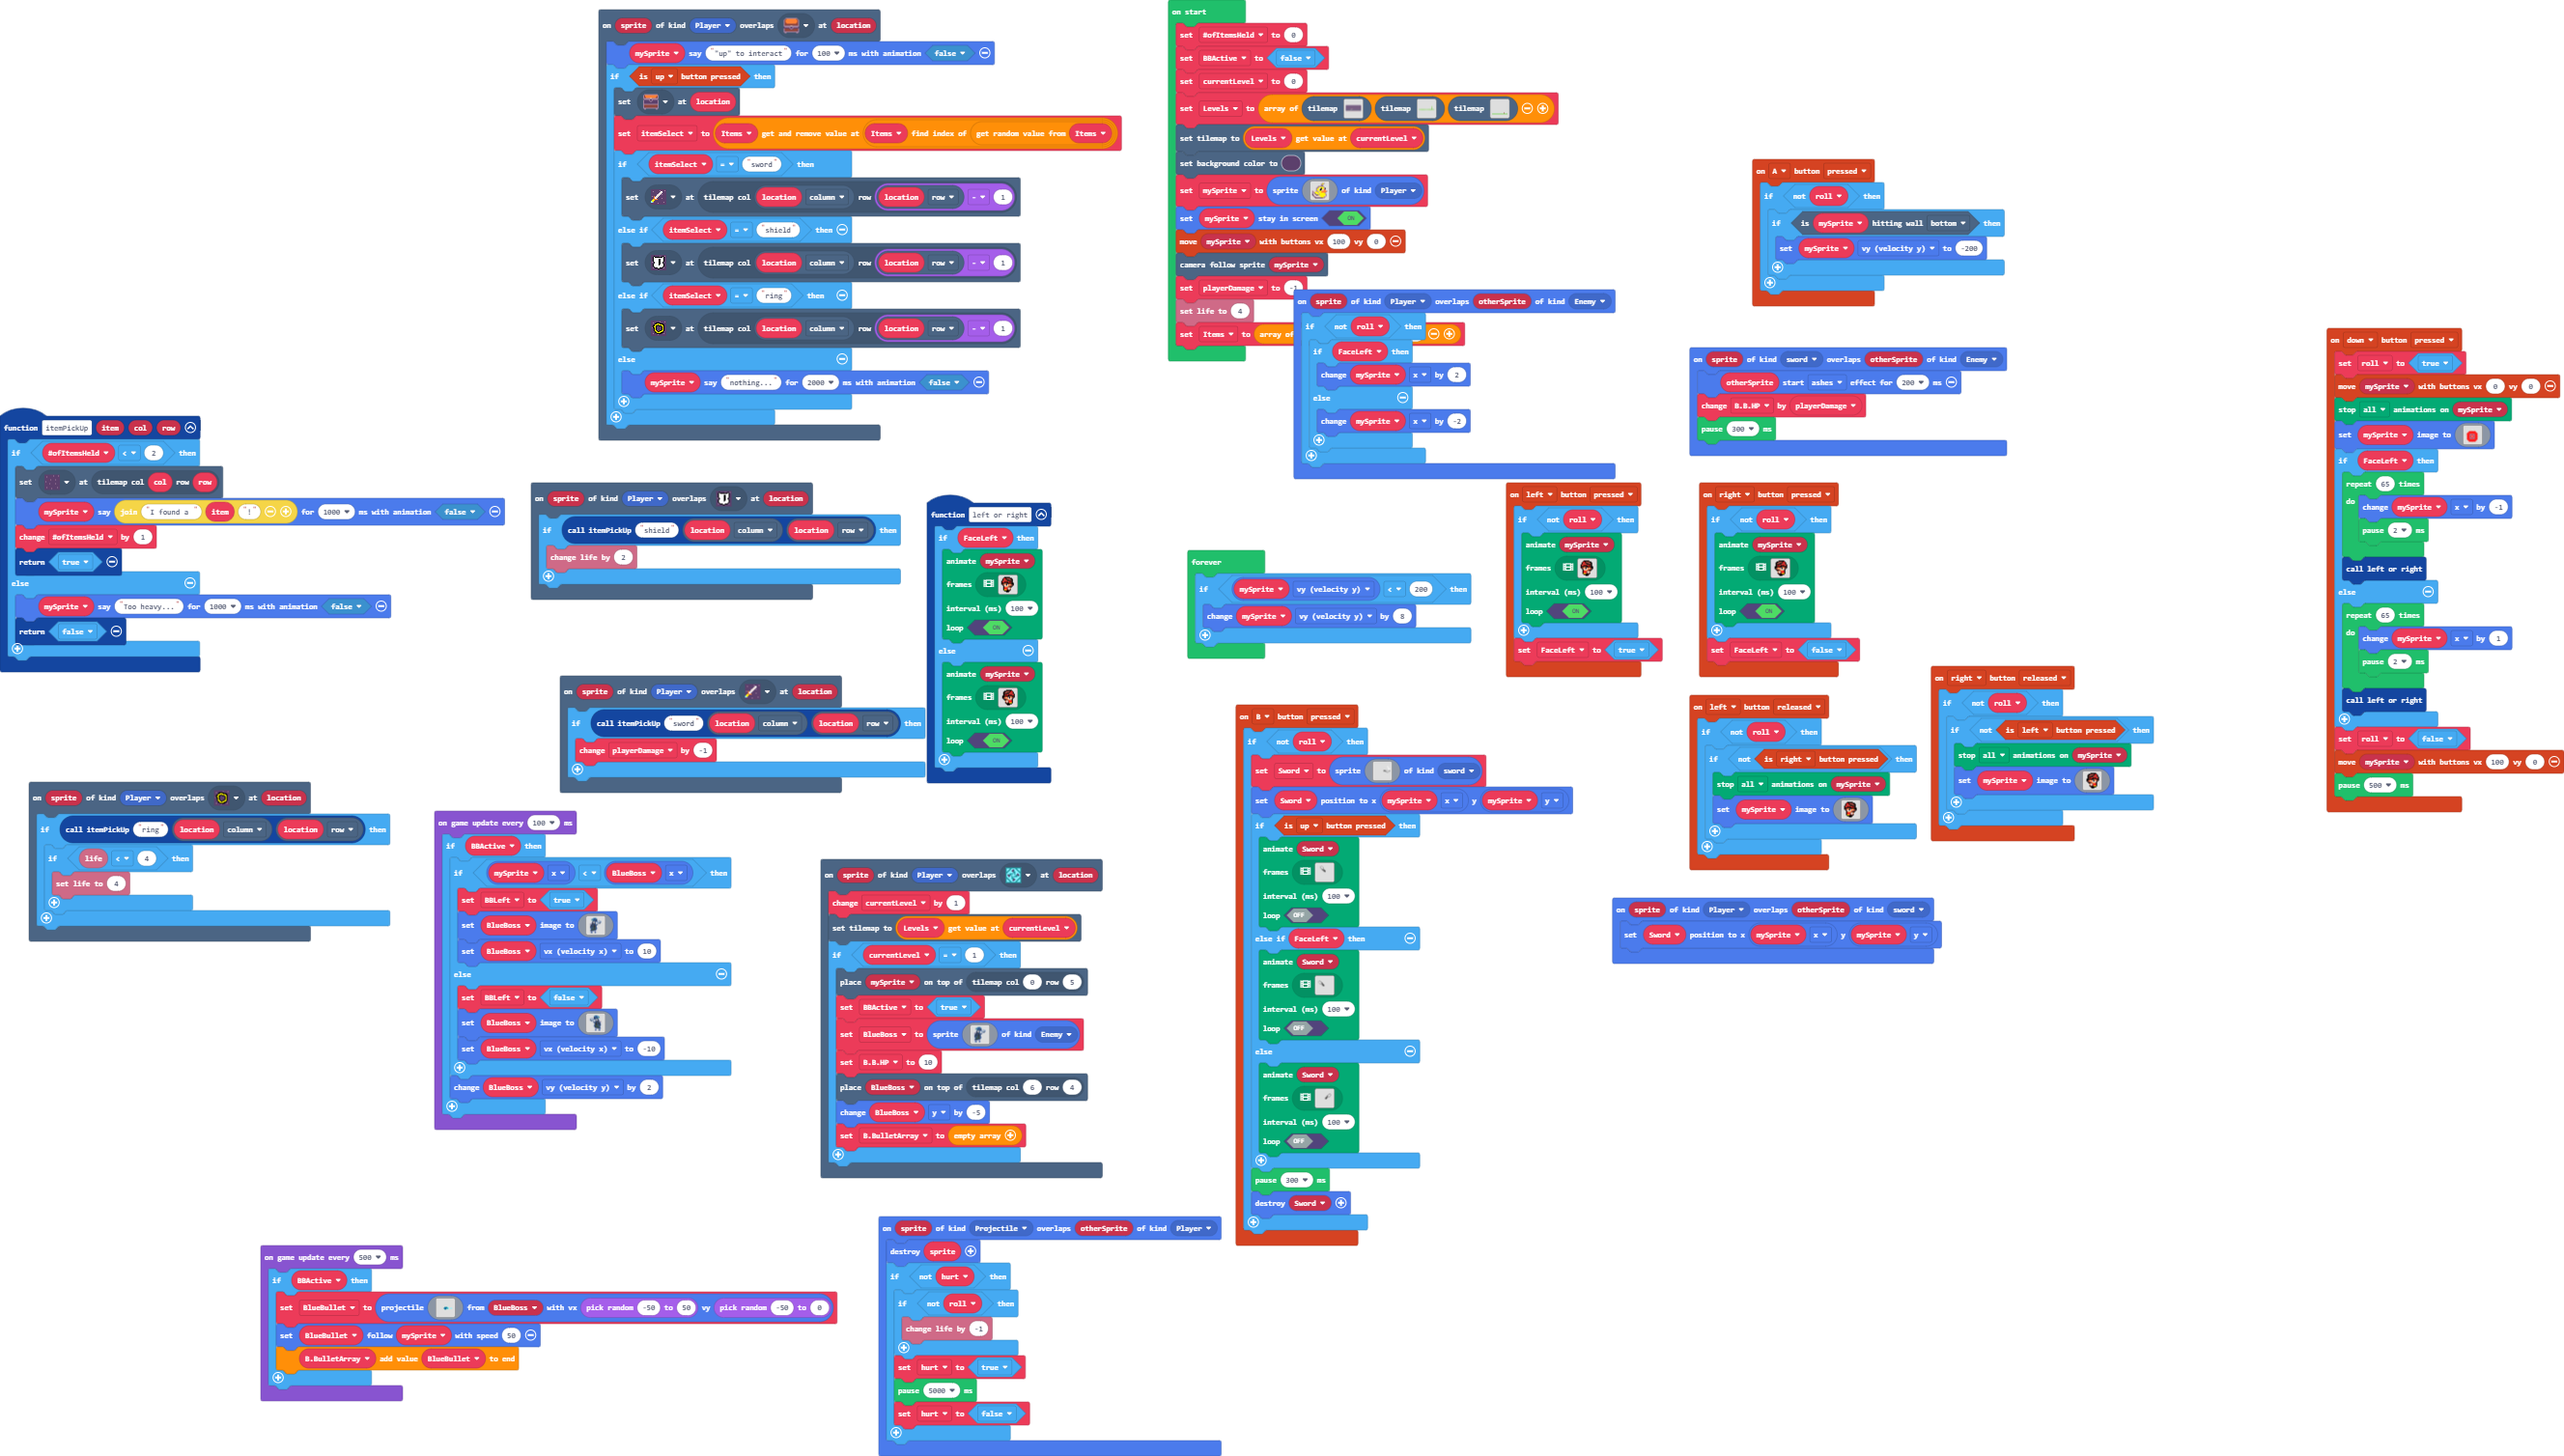 on sprite of kind Player overlaps at location
mySprite say "up" to interact for 100 ms with animation false
if is up button pressed then
set at location
set itemSelect to Items get and remove value at Items find index of get random value from Items
if itemSelect = sword then
set at tilemap col location column row location row - 1
else if itemSelect = shield then
set at tilemap col location column row location row - 1
else if itemSelect = ring then
set at tilemap col location column row location row - 1
else
mySprite say nothing... for 2000 ms with animation false
on start
set #ofItemsHeld to 0
set BBActive to false
set currentLevel to 0
set Levels to array of tilemap tilemap tilemap
set tilemap to Levels get value at currentLevel
set background color to
set mySprite to sprite of kind Player
set mySprite stay in screen ON
move mySprite with buttons vx 100 vy 0
camera follow sprite mySprite
set playerDamage to -1
set life to 4
set Items to array of
on sprite of kind Player overlaps otherSprite of kind Enemy
if not roll then
if FaceLeft then
change mySprite x by 2
else
change mySprite x by -2
on A button pressed
if not roll then
if is mySprite hitting wall bottom then
set mySprite vy (velocity y) to -200
on sprite of kind sword overlaps otherSprite of kind Enemy
otherSprite start ashes effect for 200 ms
change B.B.HP by playerDamage
pause 300 ms
on down button pressed
set roll to true
move mySprite with buttons vx 0 vy 0
stop all animations on mySprite
set mySprite image to
if FaceLeft then
repeat 65 times
do change mySprite x by -1
pause 2 ms
call left or right
else
repeat 65 times
do change mySprite x by 1
pause 2 ms
call left or right
set roll to false
move mySprite with buttons vx 100 vy 0
pause 500 ms
function itemPickUp item col row
if #ofItemsHeld < 2 then
set at tilemap col col row row
mySprite say join I found a item ! for 1000 ms with animation false
change #ofItemsHeld by 1
return true
else
mySprite say Too heavy... for 1000 ms with animation false
return false
on sprite of kind Player overlaps at location
if call itemPickUp shield location column location row then
change life by 2
function left or right
if FaceLeft then
animate mySprite
frames
interval (ms) 100
loop ON
else
animate mySprite
frames
interval (ms) 100
loop ON
on left button pressed
if not roll then
animate mySprite
frames
interval (ms) 100
loop ON
set FaceLeft to true
on right button pressed
if not roll then
animate mySprite
frames
interval (ms) 100
loop ON
set FaceLeft to false
forever
if mySprite vy (velocity y) < 200 then
change mySprite vy (velocity y) by 8
on sprite of kind Player overlaps at location
if call itemPickUp sword location column location row then
change playerDamage by -1
on left button released
if not roll then
if not is right button pressed then
stop all animations on mySprite
set mySprite image to
on right button released
if not roll then
if not is left button pressed then
stop all animations on mySprite
set mySprite image to
on B button pressed
if not roll then
set Sword to sprite of kind sword
set Sword position to x mySprite x y mySprite y
if is up button pressed then
animate Sword
frames
interval (ms) 100
loop OFF
else if FaceLeft then
animate Sword
frames
interval (ms) 100
loop OFF
else
animate Sword
frames
interval (ms) 100
loop OFF
pause 300 ms
destroy Sword
on sprite of kind Player overlaps at location
if call itemPickUp ring location column location row then
if life < 4 then
set life to 4
on game update every 100 ms
if BBActive then
if mySprite x < BlueBoss x then
set BBLeft to true
set BlueBoss image to
set BlueBoss vx (velocity x) to 10
else
set BBLeft to false
set BlueBoss image to
set BlueBoss vx (velocity x) to -10
change BlueBoss vy (velocity y) by 2
on sprite of kind Player overlaps at location
change currentLevel by 1
set tilemap to Levels get value at currentLevel
if currentLevel = 1 then
place mySprite on top of tilemap col 0 row 5
set BBActive to true
set BlueBoss to sprite of kind Enemy
set B.B.HP to 10
place BlueBoss on top of tilemap col 6 row 4
change BlueBoss y by -5
set B.BulletArray to empty array
on sprite of kind Player overlaps otherSprite of kind sword
set Sword position to x mySprite x y mySprite y
on game update every 500 ms
if BBActive then
set BlueBullet to projectile from BlueBoss with vx pick random -50 to 50 vy pick random -50 to 0
set BlueBullet follow mySprite with speed 50
B.BulletArray add value BlueBullet to end
on sprite of kind Projectile overlaps otherSprite of kind Player
destroy sprite
if not hurt then
if not roll then
change life by -1
set hurt to true
pause 5000 ms
set hurt to false